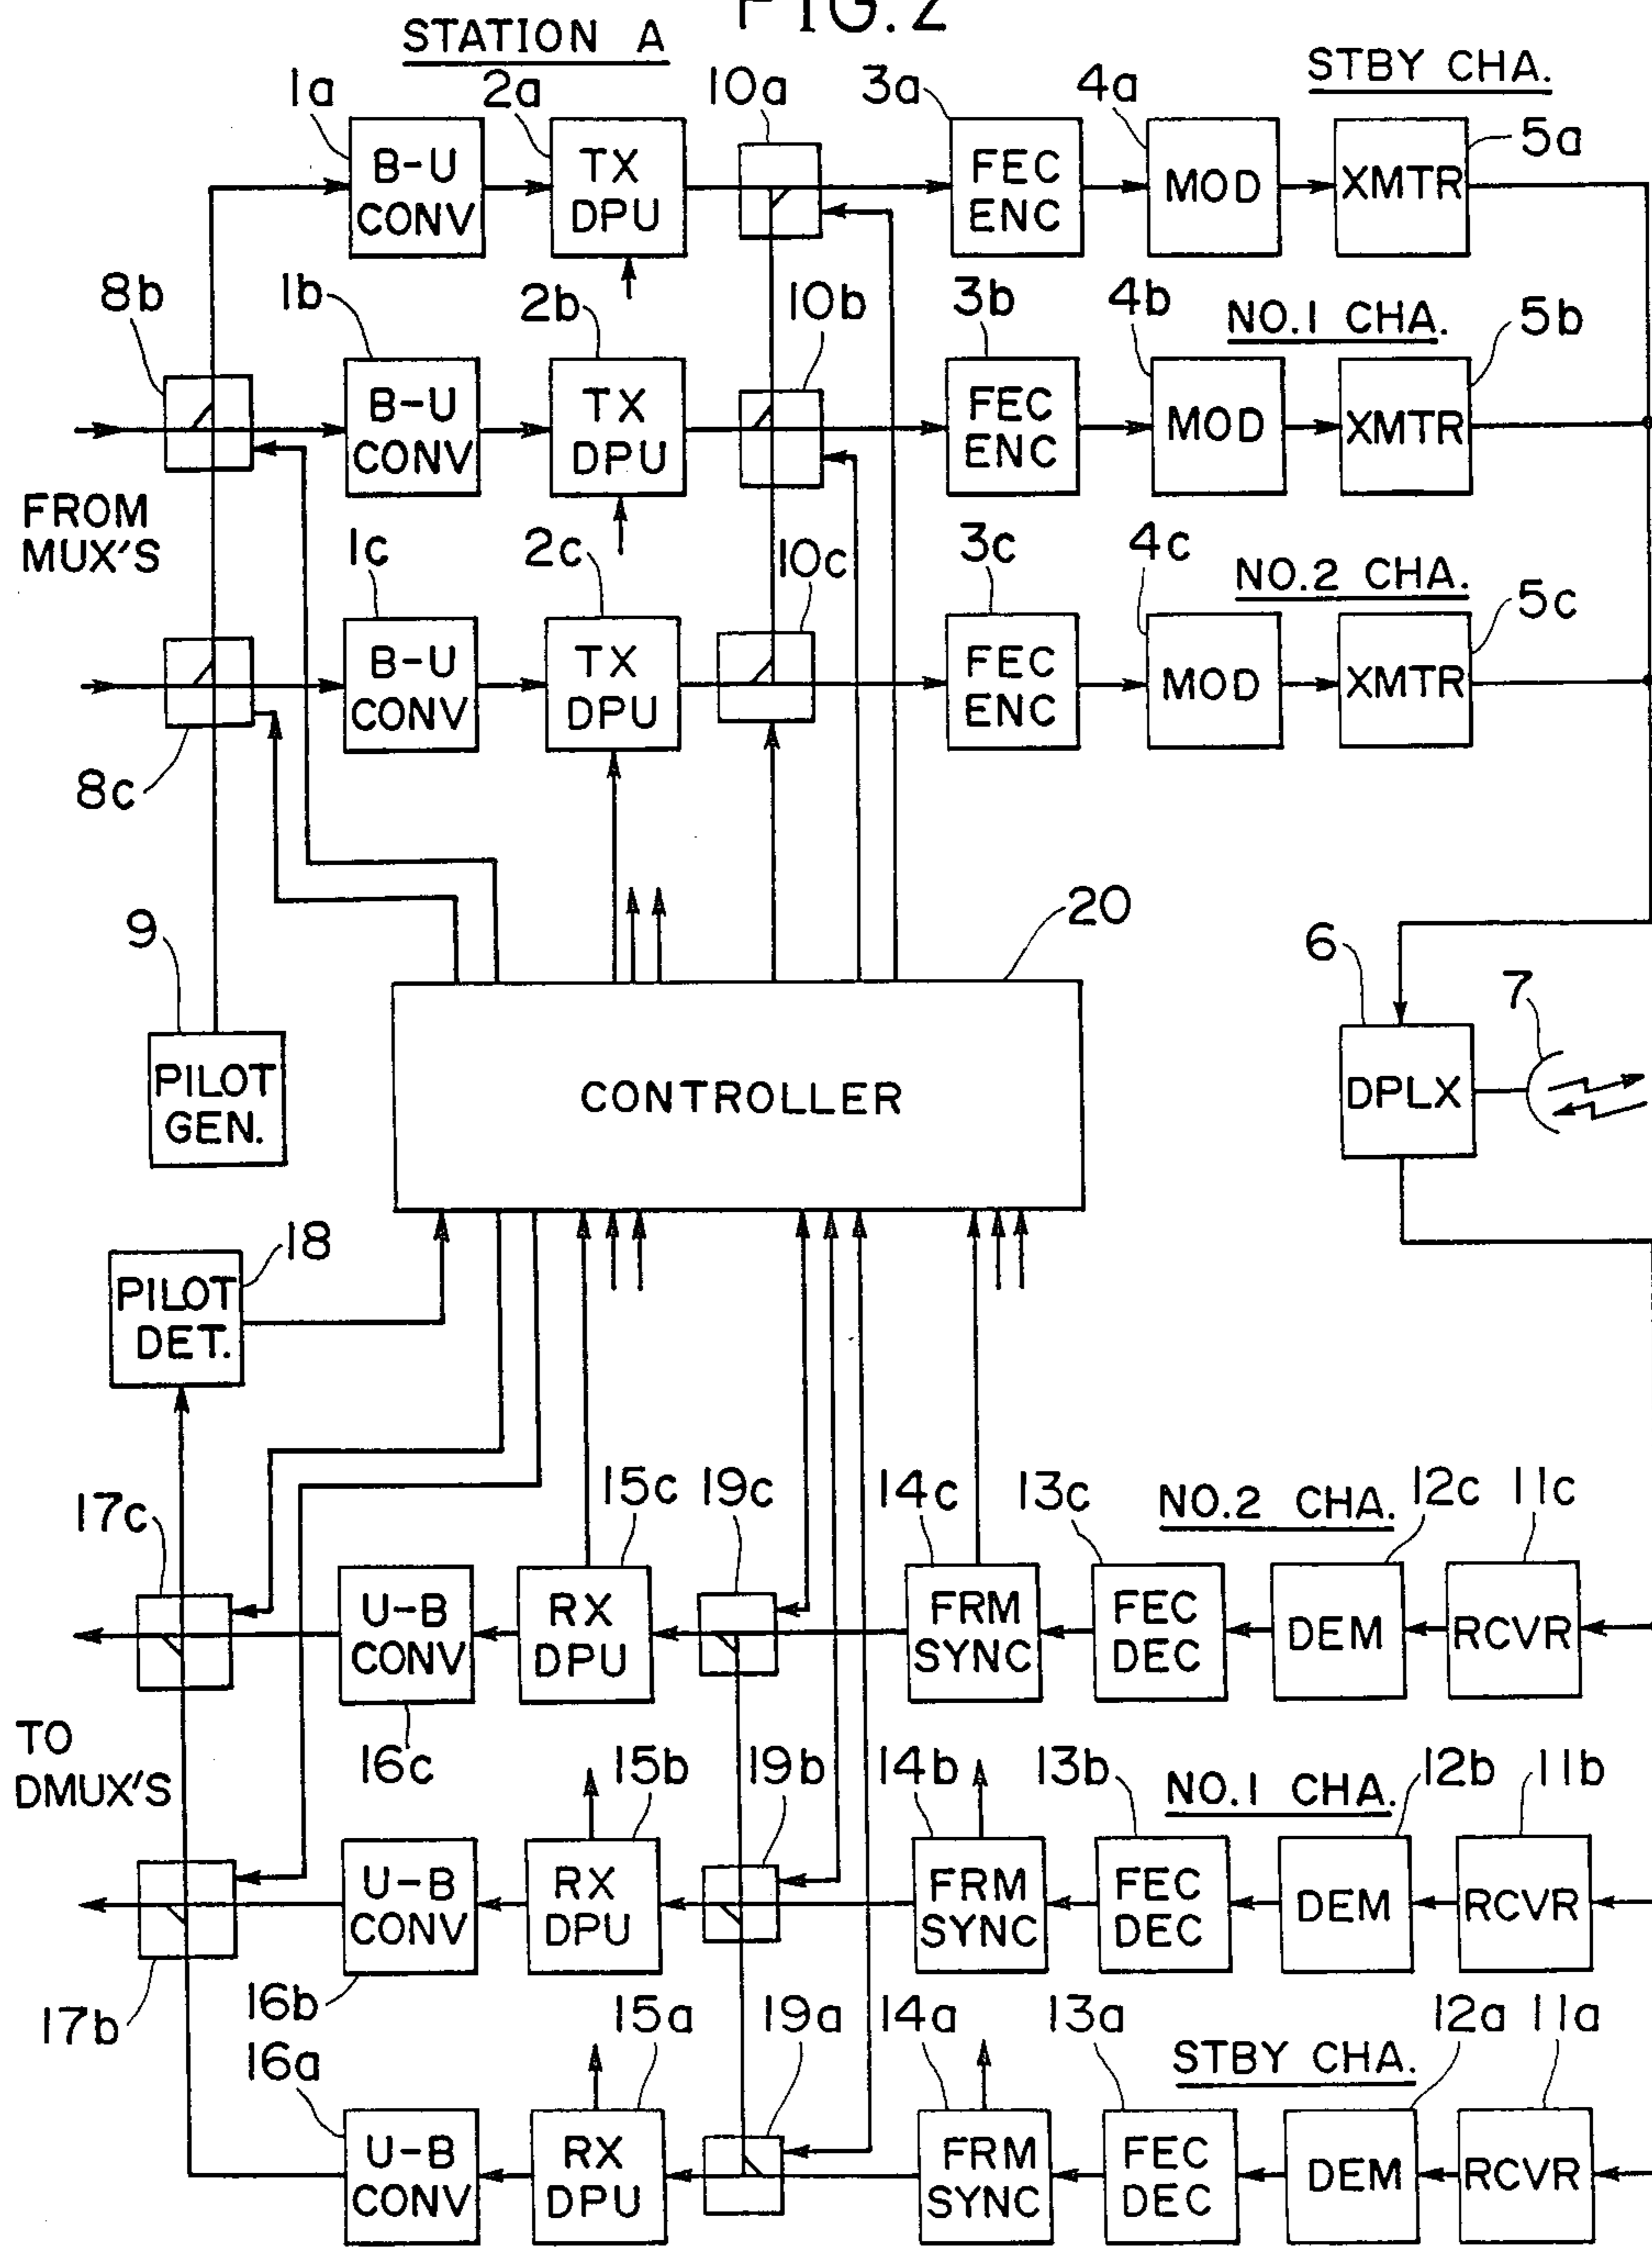 FIG. 2
STATION A
STBY CHA.
1a
2a
10a
3a
4a
5a
B-U
CONV
TX
DPU
FEC
ENC
MOD
XMTR
8b
1b
2b
10b
3b
4b
NO.1 CHA.
5b
B-U
CONV
TX
DPU
FEC
ENC
MOD
XMTR
FROM
MUX'S
1c
2c
10c
3c
4c
NO.2 CHA.
5c
B-U
CONV
TX
DPU
FEC
ENC
MOD
XMTR
8c
9
20
6
7
PILOT
GEN.
CONTROLLER
DPLX
18
PILOT
DET.
17c
15c
19c
14c
13c
NO.2 CHA.
12c
11c
U-B
CONV
RX
DPU
FRM
SYNC
FEC
DEC
DEM
RCVR
TO
DMUX'S
16c
15b
19b
14b
13b
NO.1 CHA.
12b
11b
U-B
CONV
RX
DPU
FRM
SYNC
FEC
DEC
DEM
RCVR
17b
16b
16a
15a
19a
14a
13a
STBY CHA.
12a
11a
U-B
CONV
RX
DPU
FRM
SYNC
FEC
DEC
DEM
RCVR